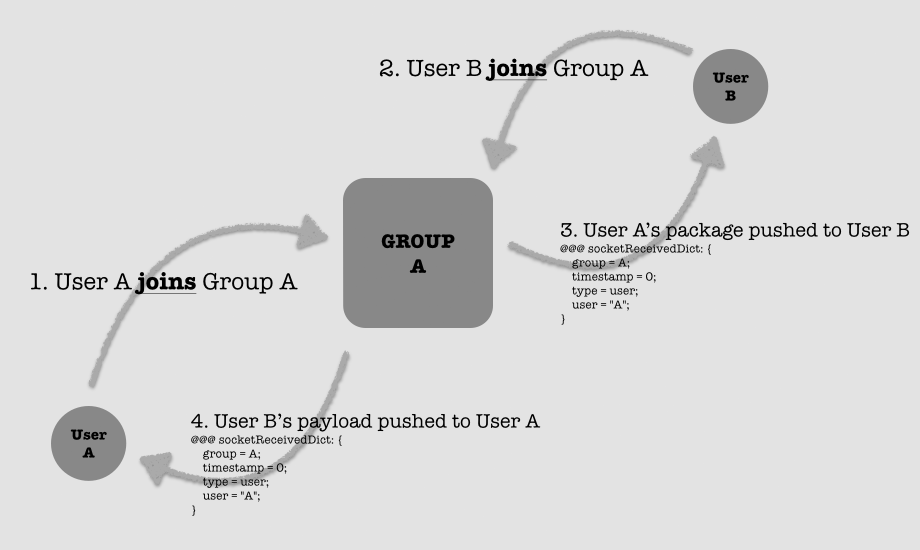 2. User B joins Group A
User
B
GROUP
A
3. User A's package pushed to User B
@@@ socketReceivedDict: {
group = A;
timestamp = 0;
type = user;
user = "A";
}
1. User A joins Group A
User
A
4. User B's payload pushed to User A
@@@ socketReceivedDict: {
group = A;
timestamp = 0;
type = user;
user = "A";
}